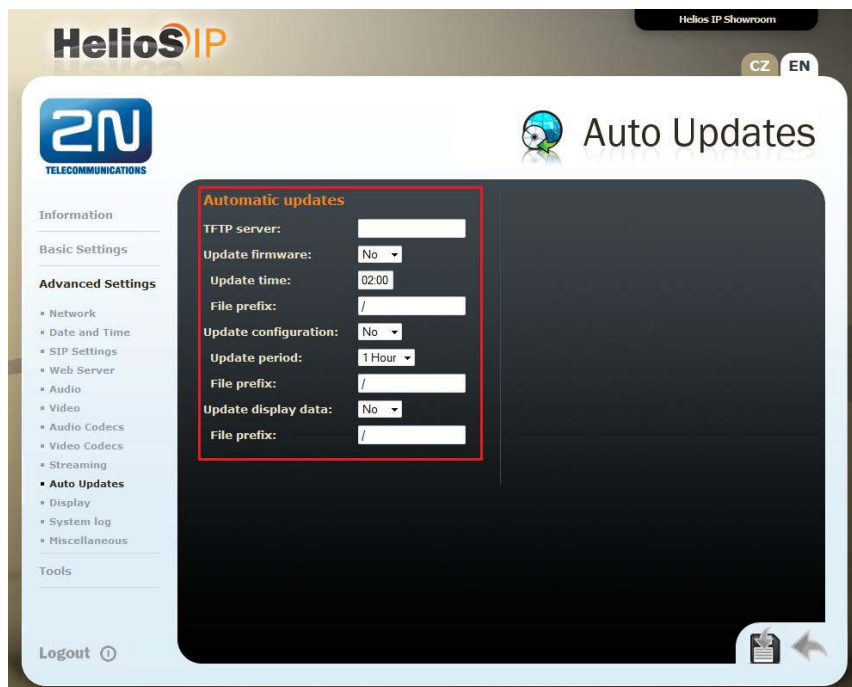 Helios IP Showroom
HelioS IP
CZ EN
2N
TELECOMMUNICATIONS
Auto Updates
Information
Basic Settings
Advanced Settings
Network
Date and Time
SIP Settings
Web Server
Audio
Video
Audio Codecs
Video Codecs
Streaming
Auto Updates
Display
System log
Miscellaneous
Tools
Logout
Automatic updates
TFTP server:
Update firmware: No
Update time: 02:00
File prefix: /
Update configuration: No
Update period: 1 Hour
File prefix: /
Update display data: No
File prefix: /